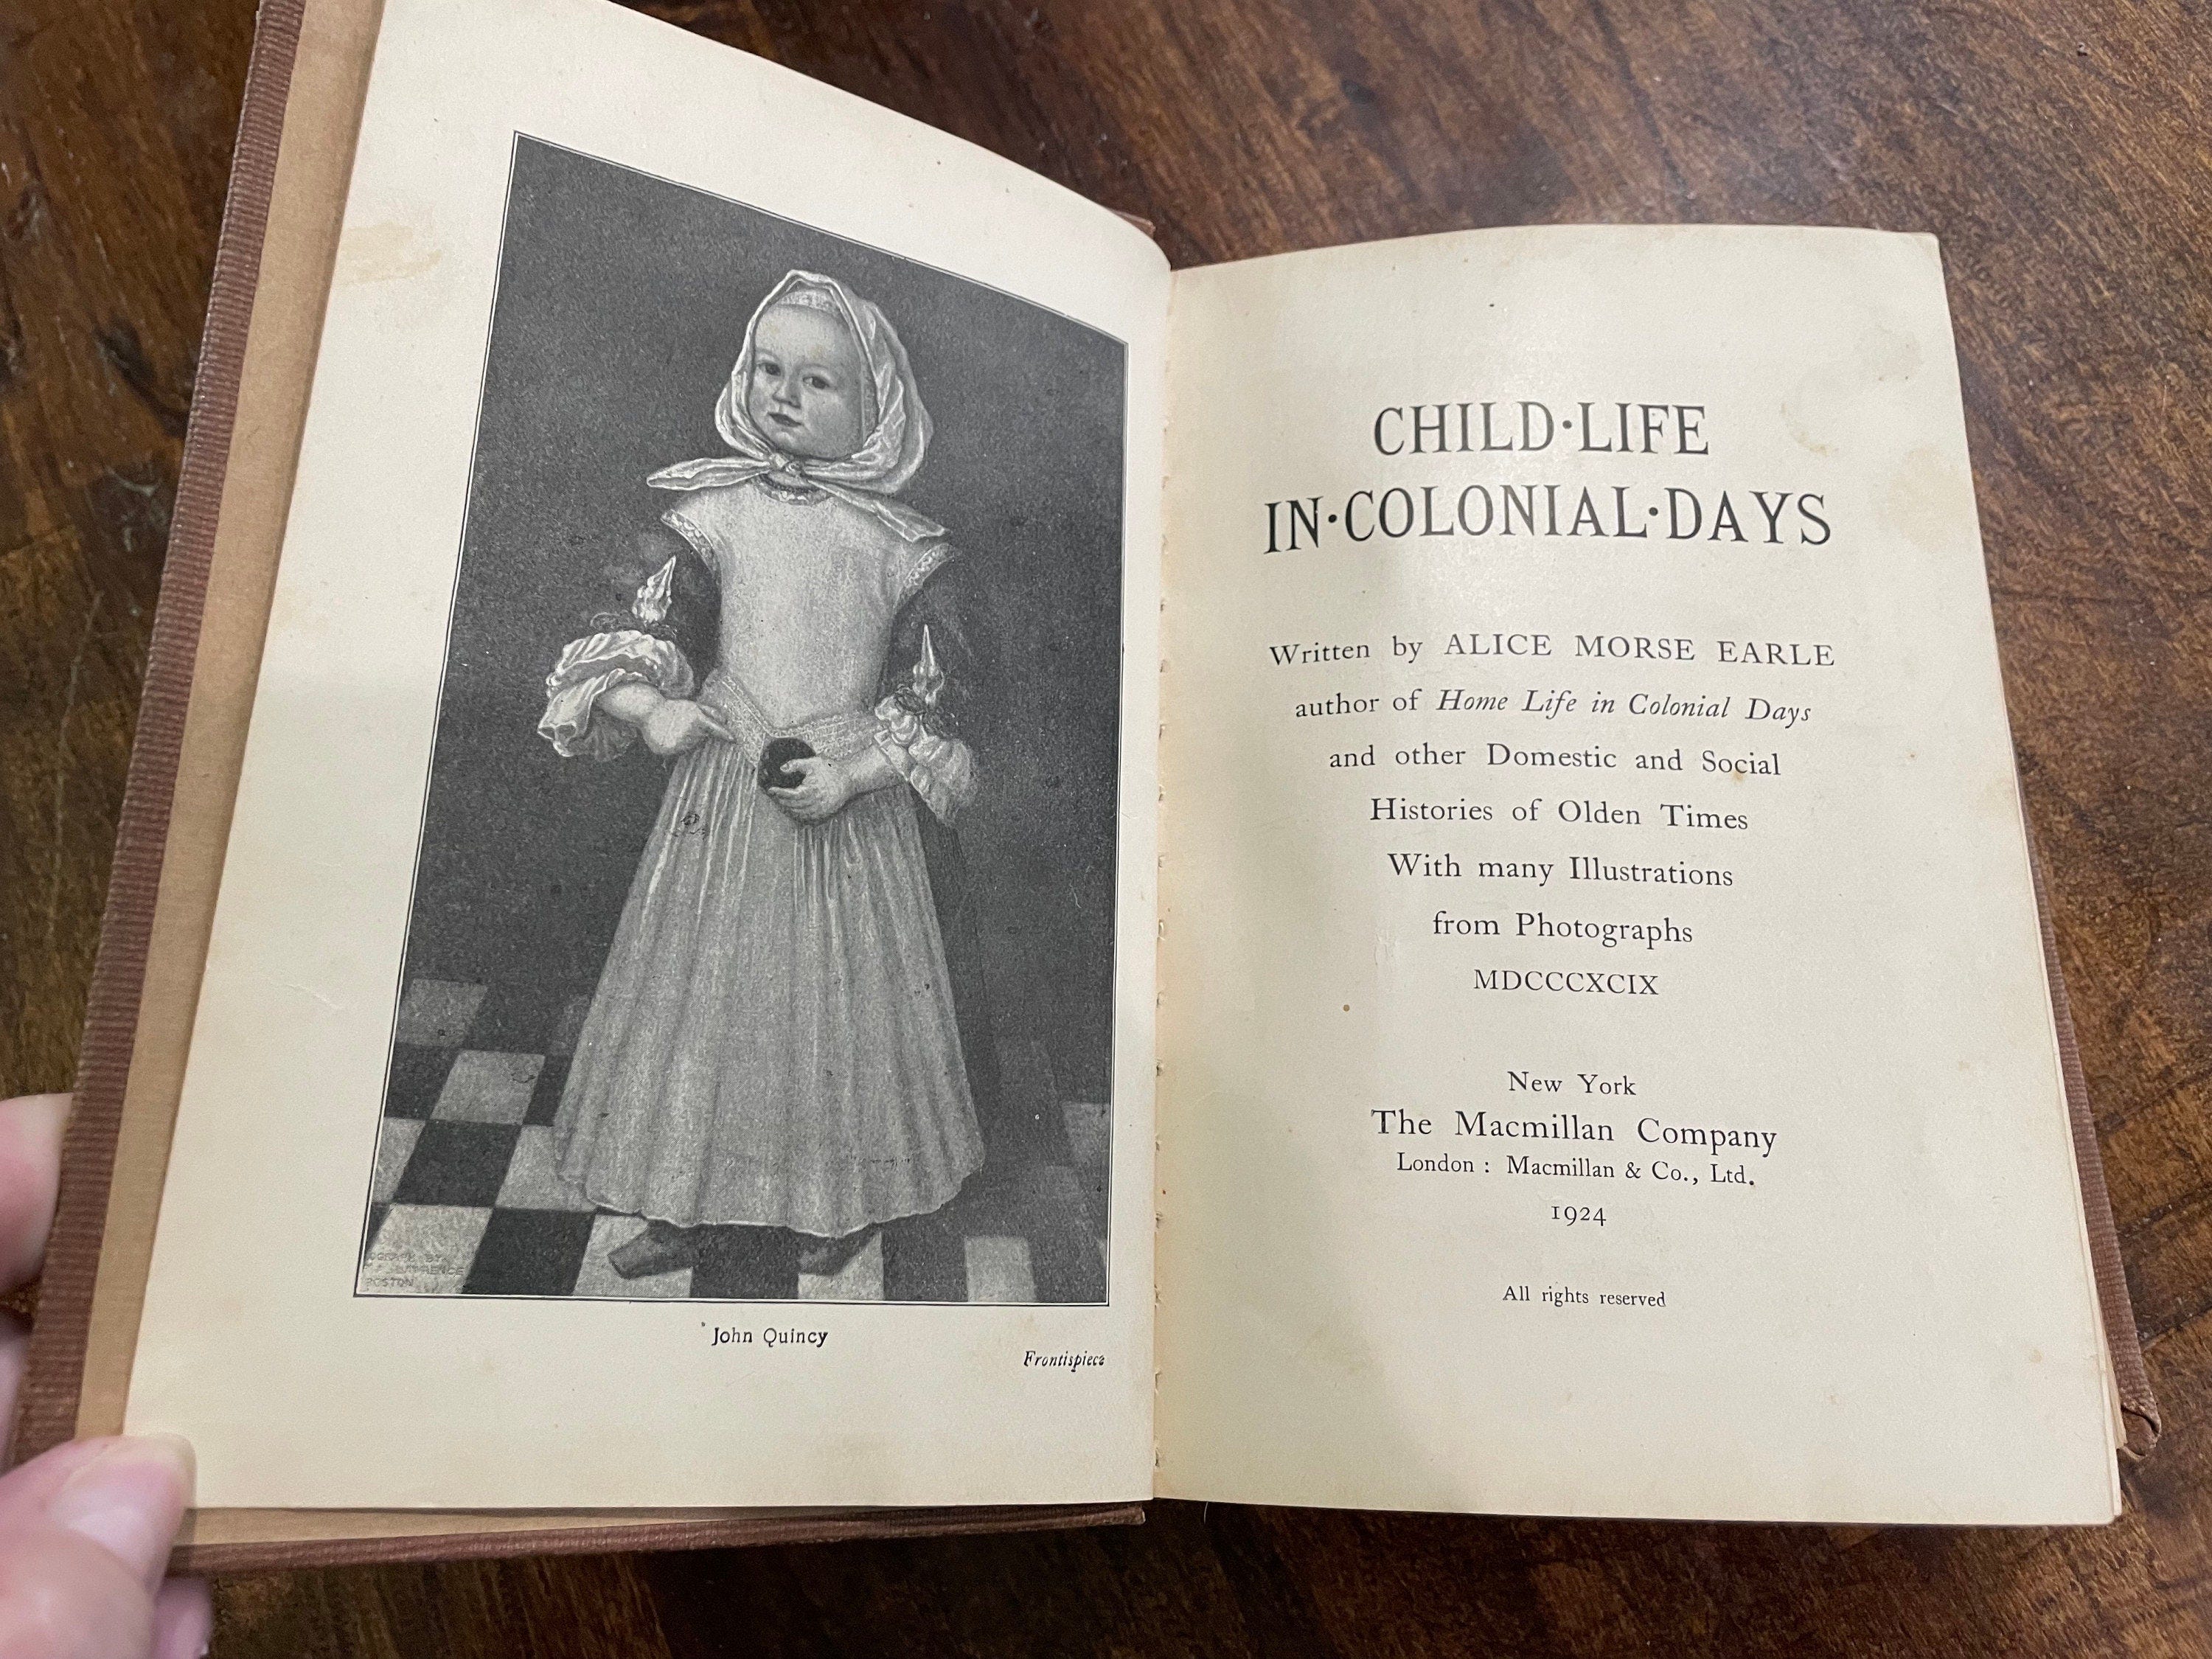 John Quincy
Frontispiece
CHILD·LIFE
IN·COLONIAL·DAYS
Written by ALICE MORSE EARLE
author of Home Life in Colonial Days
and other Domestic and Social
Histories of Olden Times
With many Illustrations
from Photographs
MDCCCXCIX
New York
The Macmillan Company
London : Macmillan & Co., Ltd.
1924
All rights reserved